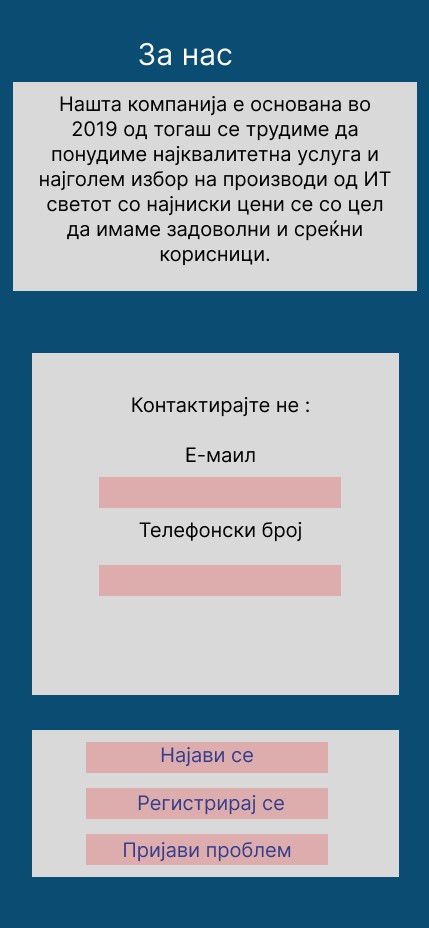 За нас
Нашта компанија е основана во
2019 од тогаш се трудиме да
понудиме најквалитетна услуга и
најголем избор на производи од ИТ
светот со најниски цени се со цел
да имаме задоволни и среќни
корисници.
Контактирајте не :
Е-маил
Телефонски број
Најави се
Регистрирај се
Пријави проблем